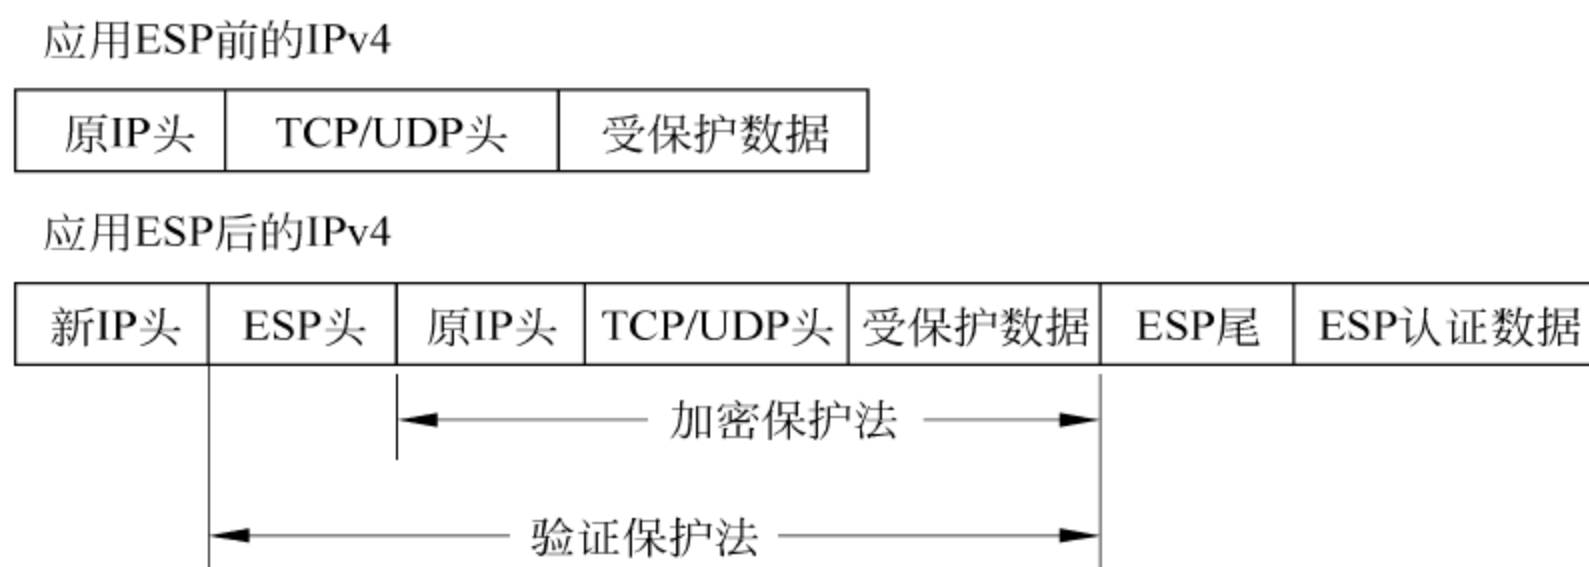 应用ESP前的IPv4
原IP头 TCP/UDP头 受保护数据
应用ESP后的IPv4
新IP头 ESP头 原IP头 TCP/UDP头 受保护数据 ESP尾 ESP认证数据
加密保护法
验证保护法